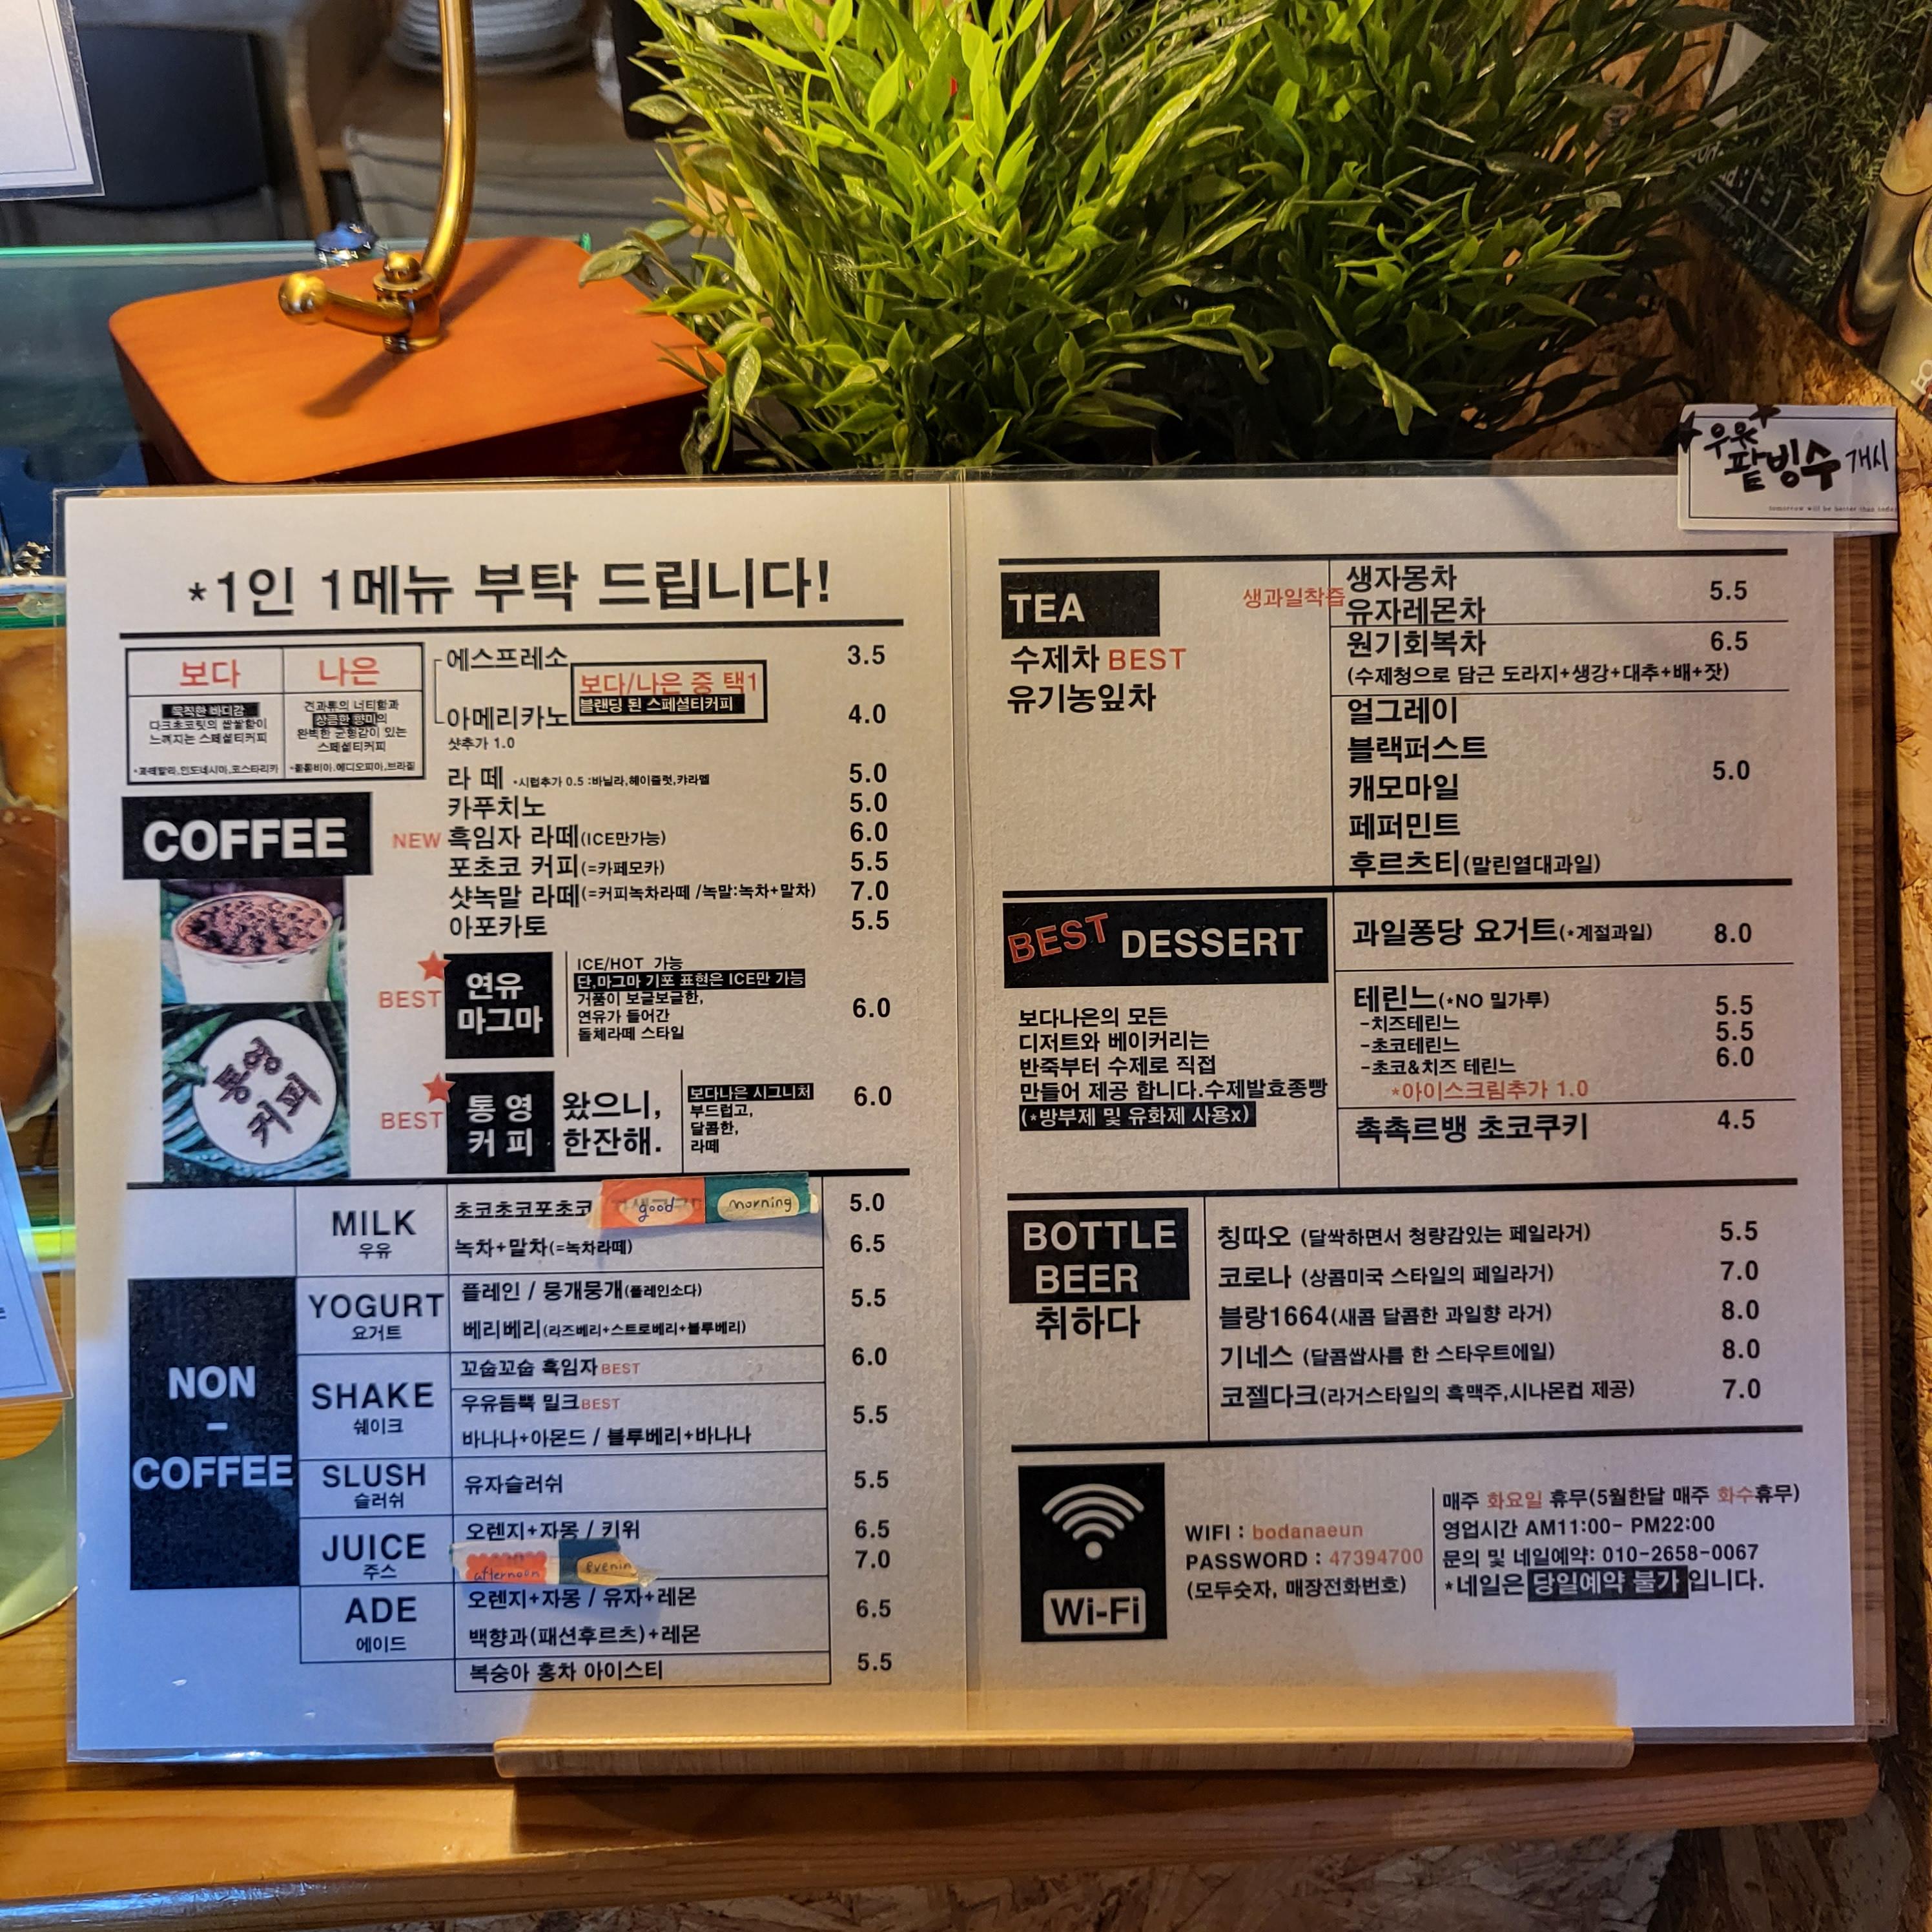 우유
팥빙수 개시
tomorrow will be better than today
*1인 1메뉴 부탁 드립니다!
보다
묵직한 바디감
다크초코릿의 쌉쌀함이
느껴지는 스페셜티커피
*과테말라,인도네시아,코스타리카
나은
견과류의 너티함과
상큼한 향미의
완벽한 균형감이 있는
스페셜티커피
*콜롬비아,에디오피아,브라질
COFFEE
에스프레소 3.5
보다/나은 중 택1
블랜딩 된 스페셜티커피
아메리카노 4.0
샷추가 1.0
라 떼 *시럽추가 0.5 :바닐라,헤이즐럿,카라멜 5.0
카푸치노 5.0
NEW 흑임자 라떼(ICE만가능) 6.0
포초코 커피(=카페모카) 5.5
샷녹말 라떼(=커피녹차라떼 /녹말:녹차+말차) 7.0
아포카토 5.5
BEST
연유
마그마
ICE/HOT 가능
단,마그마 기포 표현은 ICE만 가능
거품이 보글보글한,
연유가 들어간
돌체라떼 스타일
6.0
통영
커피
BEST
통 영
커 피
왔으니,
한잔해.
보다나은 시그니처
부드럽고,
달콤한,
라떼
6.0
NON
-
COFFEE
MILK
우유
초코초코포초코 5.0
good morning
녹차+말차(=녹차라떼) 6.5
YOGURT
요거트
플레인 / 뭉개뭉개(플레인소다)
5.5
베리베리(라즈베리+스트로베리+블루베리)
SHAKE
쉐이크
꼬숩꼬숩 흑임자 BEST 6.0
우유듬뿍 밀크BEST
5.5
바나나+아몬드 / 블루베리+바나나
SLUSH
슬러쉬
유자슬러쉬 5.5
JUICE
주스
오렌지+자몽 / 키위 6.5
afternoon evenin 7.0
ADE
에이드
오렌지+자몽 / 유자+레몬
6.5
백향과(패션후르츠)+레몬
복숭아 홍차 아이스티 5.5
TEA
수제차 BEST
유기농잎차
생과일착즙
생자몽차
유자레몬차
5.5
원기회복차 6.5
(수제청으로 담근 도라지+생강+대추+배+잣)
얼그레이
블랙퍼스트
캐모마일
페퍼민트
후르츠티(말린열대과일)
5.0
BEST DESSERT
보다나은의 모든
디저트와 베이커리는
반죽부터 수제로 직접
만들어 제공 합니다.수제발효종빵
(*방부제 및 유화제 사용x)
과일퐁당 요거트(*계절과일) 8.0
테린느(*NO 밀가루)
-치즈테린느 5.5
-초코테린느 5.5
-초코&치즈 테린느 6.0
*아이스크림추가 1.0
촉촉르뱅 초코쿠키 4.5
BOTTLE
BEER
취하다
칭따오 (달싹하면서 청량감있는 페일라거) 5.5
코로나 (상콤미국 스타일의 페일라거) 7.0
블랑1664(새콤 달콤한 과일향 라거) 8.0
기네스 (달콤쌉사름 한 스타우트에일) 8.0
코젤다크(라거스타일의 흑맥주,시나몬컵 제공) 7.0
Wi-Fi
WIFI : bodanaeun
PASSWORD : 47394700
(모두숫자, 매장전화번호)
매주 화요일 휴무(5월한달 매주 화수휴무)
영업시간 AM11:00- PM22:00
문의 및 네일예약: 010-2658-0067
*네일은 당일예약 불가 입니다.